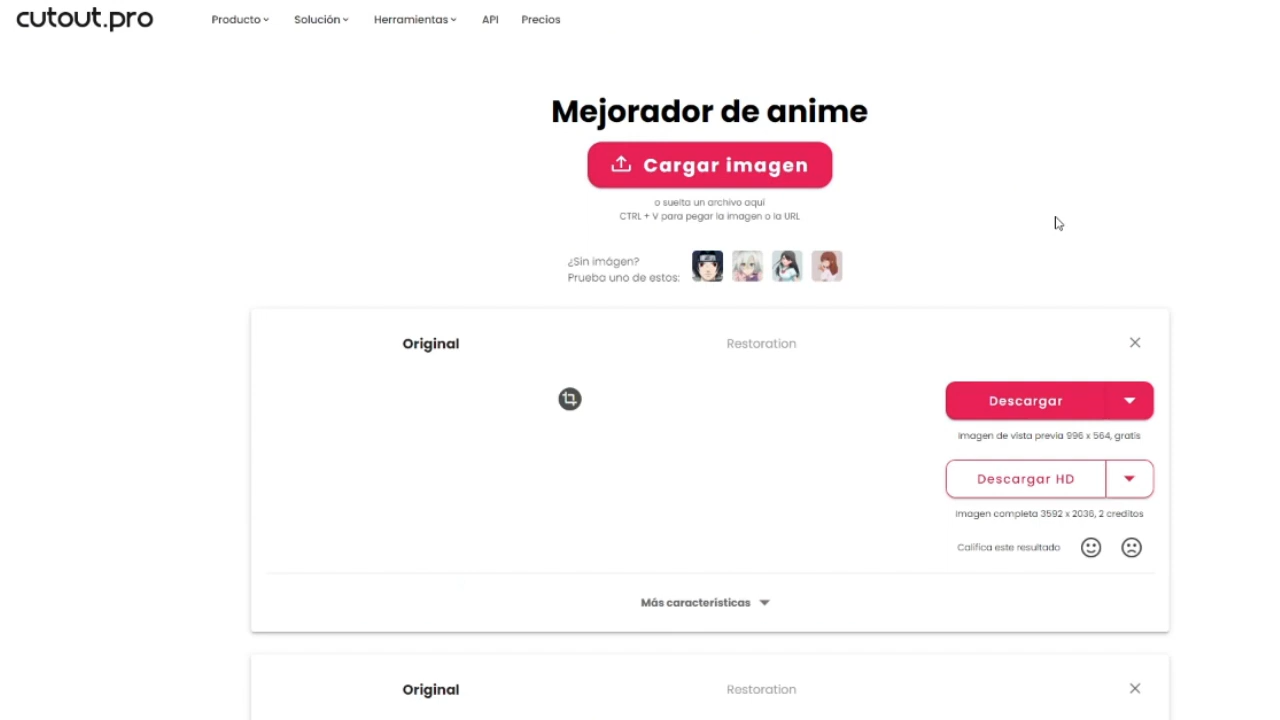 cutout.pro
Producto
Solución
Herramientas
API
Precios
Mejorador de anime
Cargar imagen
o suelta un archivo aquí
CTRL + V para pegar la imagen o la URL
¿Sin imágen?
Prueba uno de estos:
Original
Restoration
Descargar
Imagen de vista previa 996 x 564, gratis
Descargar HD
Imagen completa 3592 x 2036, 2 creditos
Califica este resultado
Más características
Original
Restoration